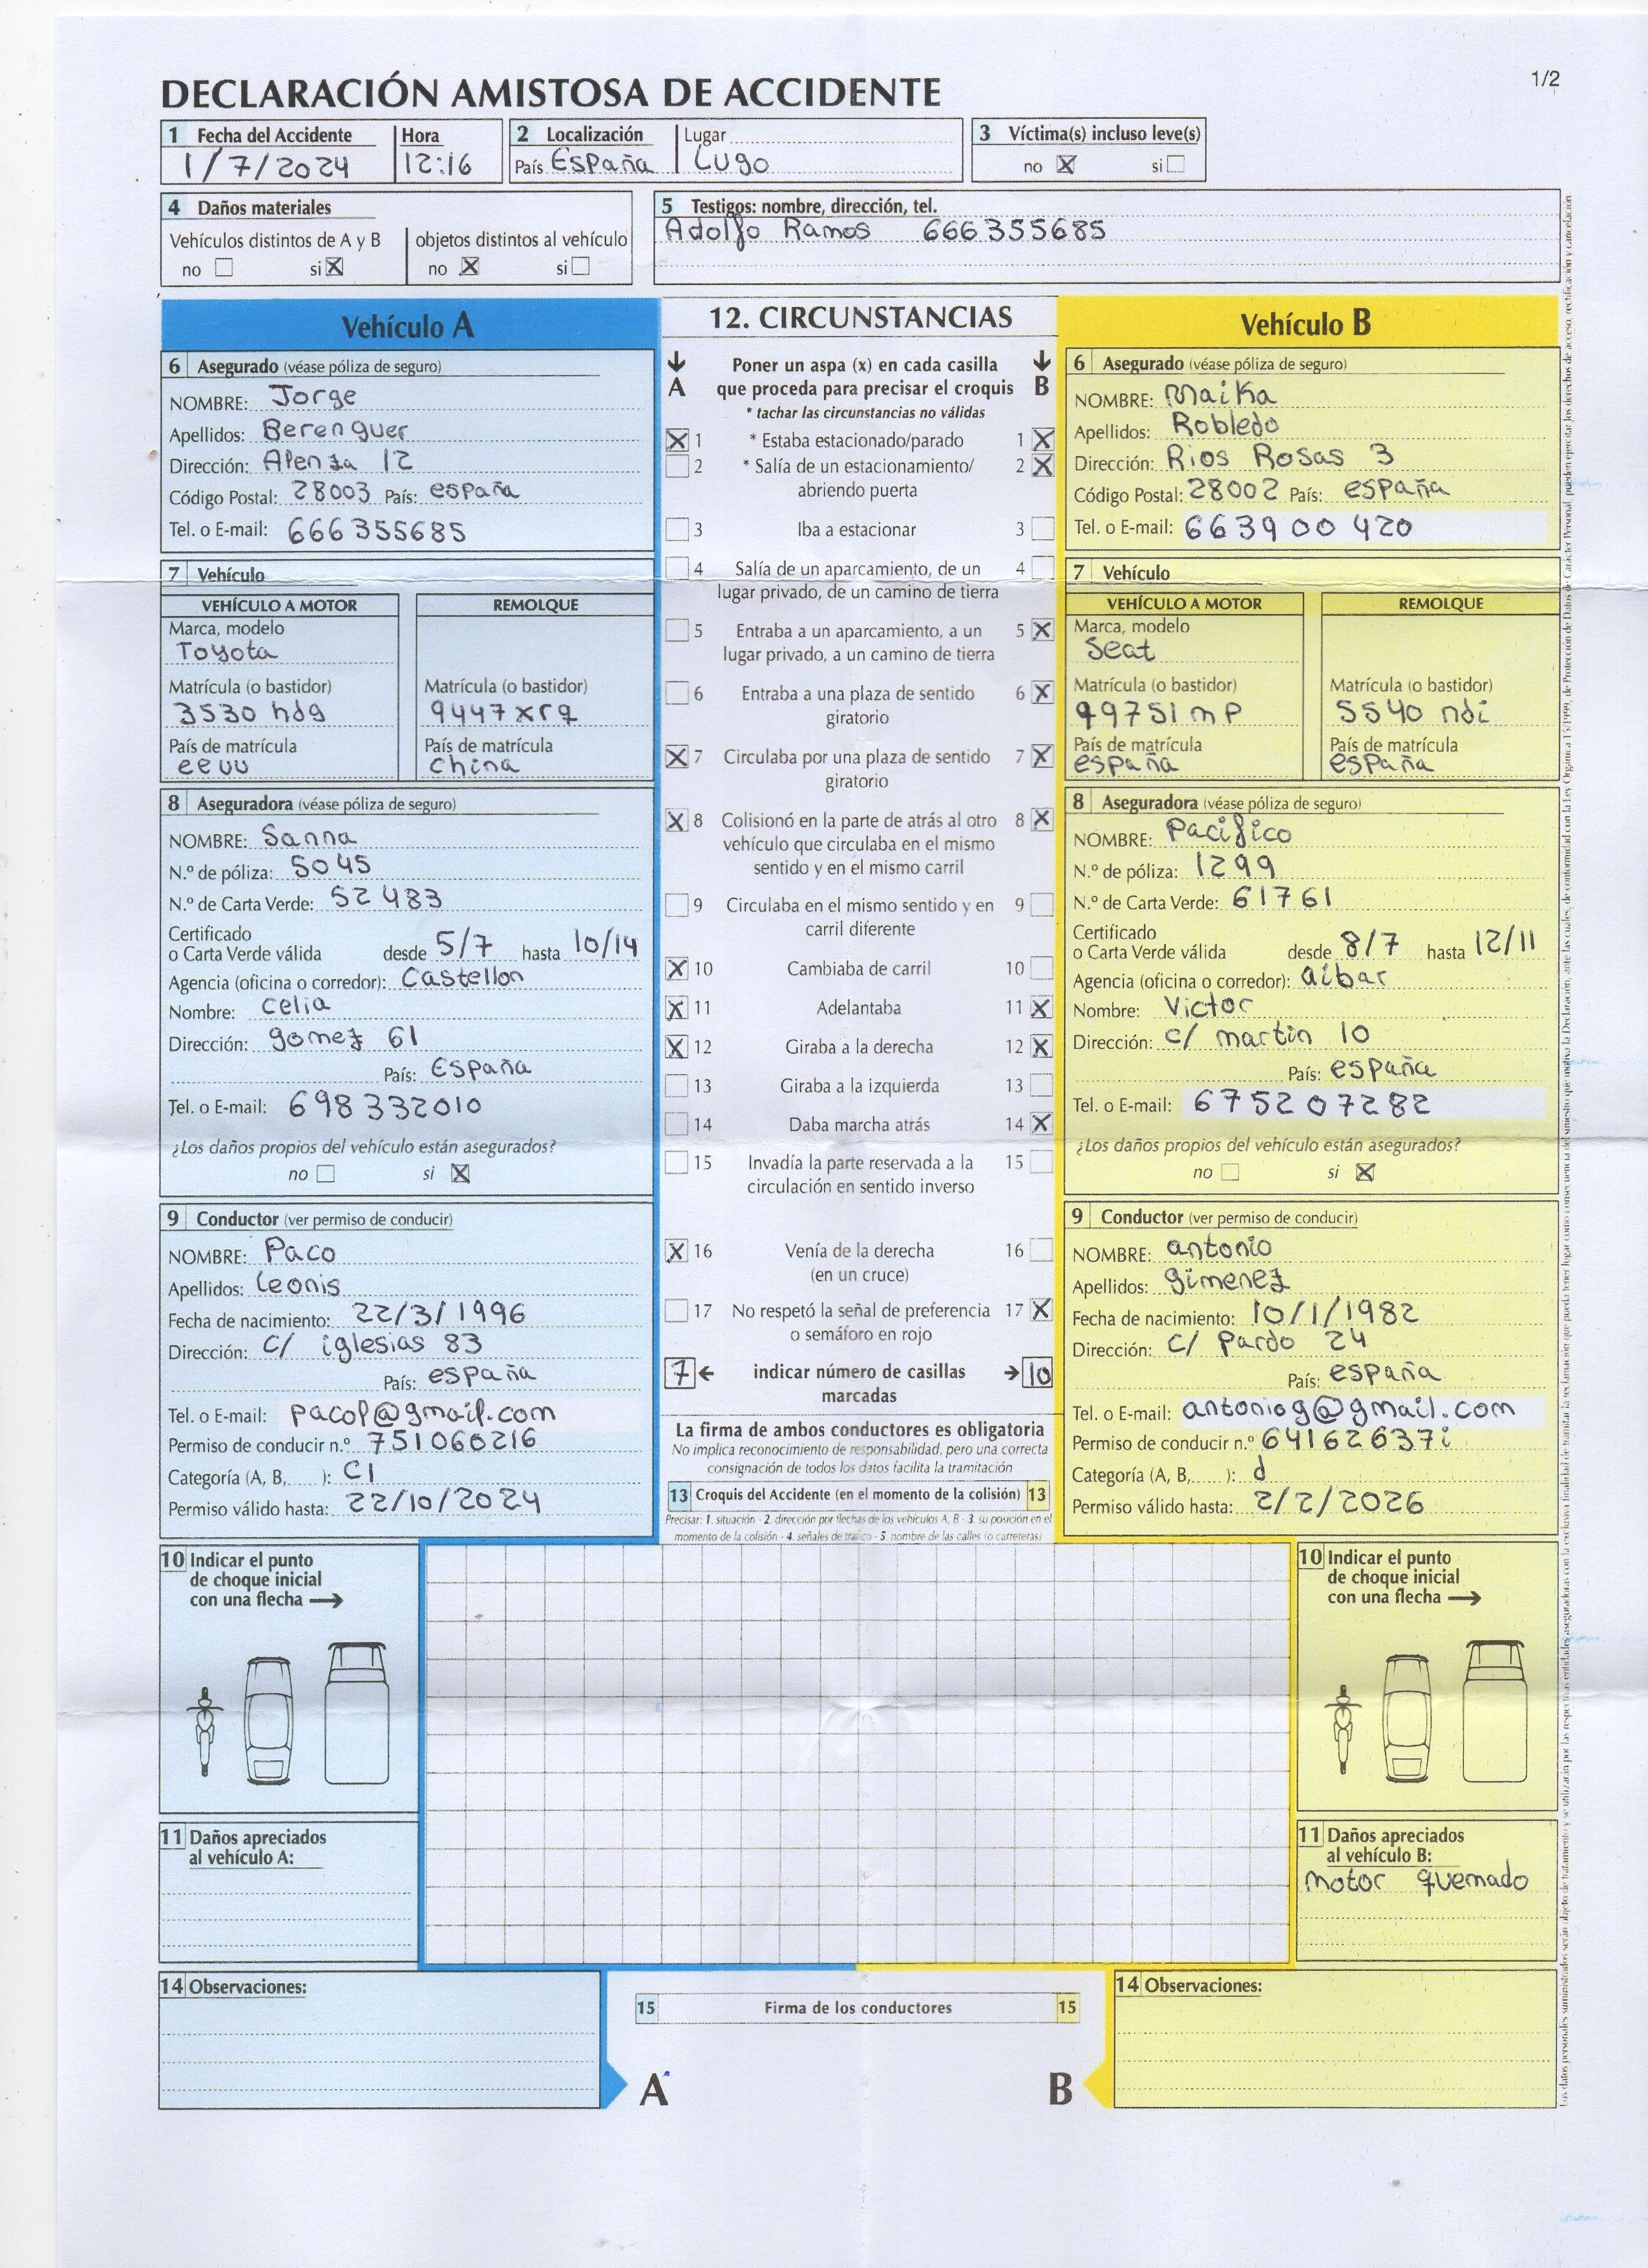 1/2
DECLARACIÓN AMISTOSA DE ACCIDENTE
1 Fecha del Accidente
1/7/2024
Hora
12:16
2 Localización
País España
Lugar
Lugo
3 Víctima(s) incluso leve(s)
no X si
4 Daños materiales
Vehículos distintos de A y B
no si X
objetos distintos al vehículo
no X si
5 Testigos: nombre, dirección, tel.
Adolfo Ramos 666355685
Vehículo A
6 Asegurado (véase póliza de seguro)
NOMBRE: Jorge
Apellidos: Berenguer
Dirección: Alenza 12
Código Postal: 28003 País: españa
Tel. o E-mail: 666355685
7 Vehículo
VEHÍCULO A MOTOR
Marca, modelo
Toyota
Matrícula (o bastidor)
3530 hdg
País de matrícula
eeuu
REMOLQUE
Matrícula (o bastidor)
9447xrq
País de matrícula
china
8 Aseguradora (véase póliza de seguro)
NOMBRE: Sanna
N.º de póliza: 5045
N.º de Carta Verde: 52483
Certificado
o Carta Verde válida desde 5/7 hasta 10/14
Agencia (oficina o corredor): Castellon
Nombre: celia
Dirección: gomez 61
País: España
Tel. o E-mail: 698332010
¿Los daños propios del vehículo están asegurados?
no si X
9 Conductor (ver permiso de conducir)
NOMBRE: Paco
Apellidos: leonis
Fecha de nacimiento: 22/3/1996
Dirección: c/ iglesias 83
País: españa
Tel. o E-mail: pacol@gmail.com
Permiso de conducir n.º 751060216
Categoría (A, B, ): C1
Permiso válido hasta: 22/10/2024
12. CIRCUNSTANCIAS
A Poner un aspa (x) en cada casilla B
que proceda para precisar el croquis
* tachar las circunstancias no válidas
X 1 * Estaba estacionado/parado 1 X
2 * Salía de un estacionamiento/ 2 X
abriendo puerta
3 Iba a estacionar 3
4 Salía de un aparcamiento, de un 4
lugar privado, de un camino de tierra
5 Entraba a un aparcamiento, a un 5 X
lugar privado, a un camino de tierra
6 Entraba a una plaza de sentido 6 X
giratorio
X 7 Circulaba por una plaza de sentido 7 X
giratorio
X 8 Colisionó en la parte de atrás al otro 8 X
vehículo que circulaba en el mismo
sentido y en el mismo carril
9 Circulaba en el mismo sentido y en 9
carril diferente
X 10 Cambiaba de carril 10
X 11 Adelantaba 11 X
X 12 Giraba a la derecha 12 X
13 Giraba a la izquierda 13
14 Daba marcha atrás 14 X
15 Invadía la parte reservada a la 15
circulación en sentido inverso
X 16 Venía de la derecha 16
(en un cruce)
17 No respetó la señal de preferencia 17 X
o semáforo en rojo
7 ← indicar número de casillas → 10
marcadas
La firma de ambos conductores es obligatoria
No implica reconocimiento de responsabilidad, pero una correcta
consignación de todos los datos facilita la tramitación
13 Croquis del Accidente (en el momento de la colisión) 13
Precisar: 1. situación - 2. dirección por flechas de los vehículos A, B - 3. su posición en el
momento de la colisión - 4. señales de tráfico - 5. nombre de las calles (o carreteras)
Vehículo B
6 Asegurado (véase póliza de seguro)
NOMBRE: Maika
Apellidos: Robledo
Dirección: Rios Rosas 3
Código Postal: 28002 País: españa
Tel. o E-mail: 663900420
7 Vehículo
VEHÍCULO A MOTOR
Marca, modelo
Seat
Matrícula (o bastidor)
99751mp
País de matrícula
españa
REMOLQUE
Matrícula (o bastidor)
5540 ndi
País de matrícula
españa
8 Aseguradora (véase póliza de seguro)
NOMBRE: Pacifico
N.º de póliza: 1299
N.º de Carta Verde: 61761
Certificado
o Carta Verde válida desde 8/7 hasta 12/11
Agencia (oficina o corredor): aibar
Nombre: Victor
Dirección: c/ martin 10
País: españa
Tel. o E-mail: 675207282
¿Los daños propios del vehículo están asegurados?
no si X
9 Conductor (ver permiso de conducir)
NOMBRE: antonio
Apellidos: gimenez
Fecha de nacimiento: 10/1/1982
Dirección: c/ Pardo 24
País: españa
Tel. o E-mail: antoniog@gmail.com
Permiso de conducir n.º 64162637i
Categoría (A, B, ): d
Permiso válido hasta: 2/2/2026
10 Indicar el punto
de choque inicial
con una flecha →
11 Daños apreciados
al vehículo A:
10 Indicar el punto
de choque inicial
con una flecha →
11 Daños apreciados
al vehículo B:
motor quemado
14 Observaciones:
15 Firma de los conductores 15
A B
14 Observaciones: